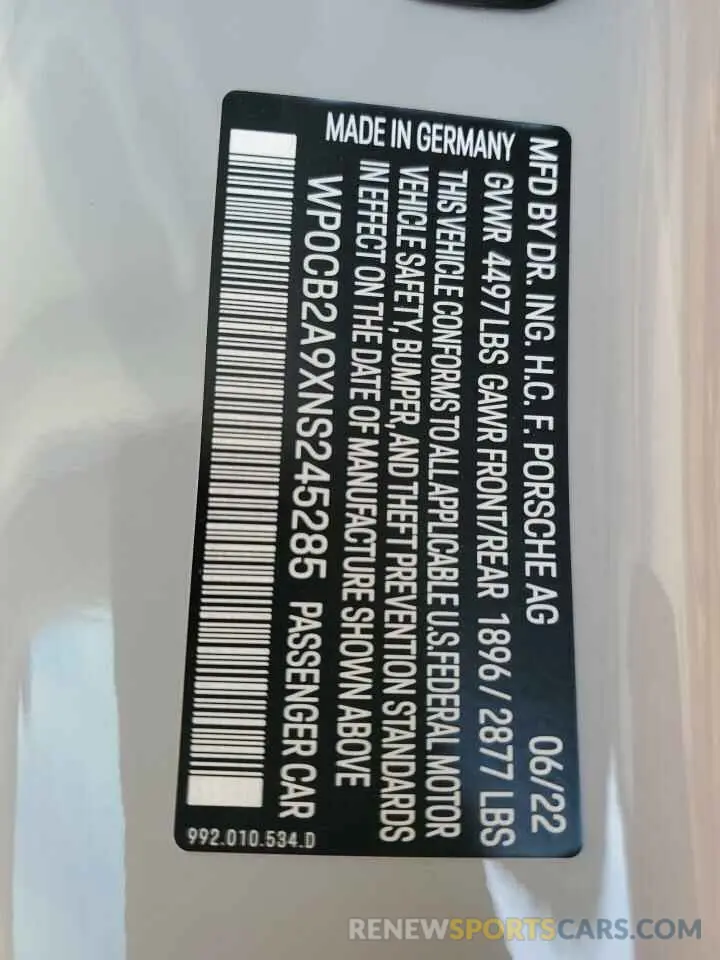 MFD BY DR. ING. H.C. F. PORSCHE AG 06/22
GVWR 4497 LBS GAWR FRONT/REAR 1896/2877 LBS
MADE IN GERMANY
THIS VEHICLE CONFORMS TO ALL APPLICABLE U.S. FEDERAL MOTOR
VEHICLE SAFETY, BUMPER, AND THEFT PREVENTION STANDARDS
IN EFFECT ON THE DATE OF MANUFACTURE SHOWN ABOVE
WP0CB2A9XNS245285 PASSENGER CAR
992.010.534.D
RENEWSPORTSCARS.COM